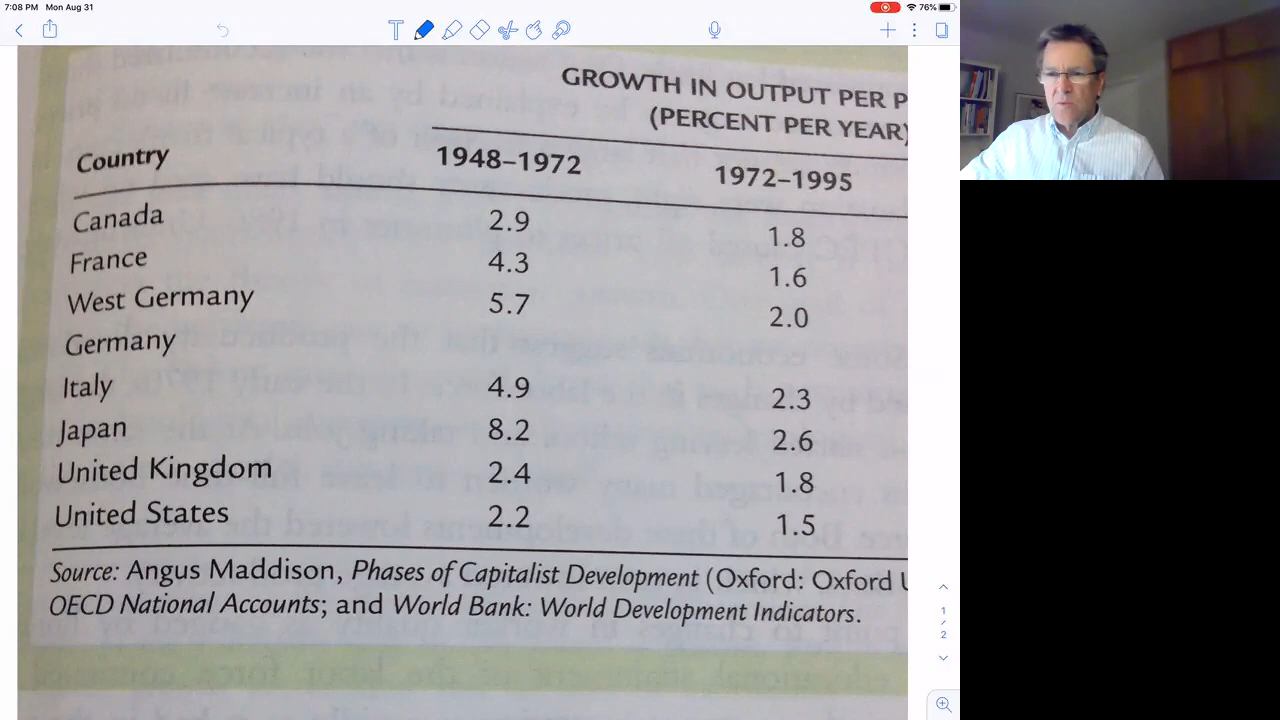 7:08 PM Mon Aug 31
76%
T
GROWTH IN OUTPUT PER P
(PERCENT PER YEAR)
Country 1948–1972 1972–1995
Canada 2.9 1.8
France 4.3 1.6
West Germany 5.7 2.0
Germany
Italy 4.9 2.3
Japan 8.2 2.6
United Kingdom 2.4 1.8
United States 2.2 1.5
Source: Angus Maddison, Phases of Capitalist Development (Oxford: Oxford U
OECD National Accounts; and World Bank: World Development Indicators.
1
/
2